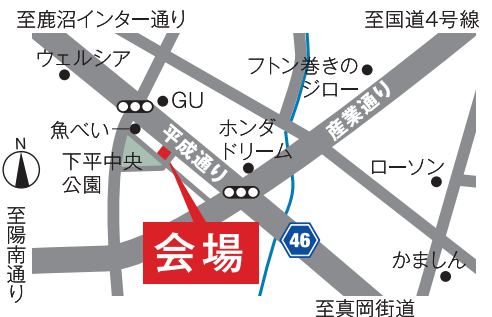 至鹿沼インター通り
至国道4号線
ウェルシア
フトン巻きの
ジロー
GU
産業通り
魚べい
平成通り
ホンダ
ドリーム
N
下平中央
公園
ローソン
至陽南通り
会場
46
かましん
至真岡街道